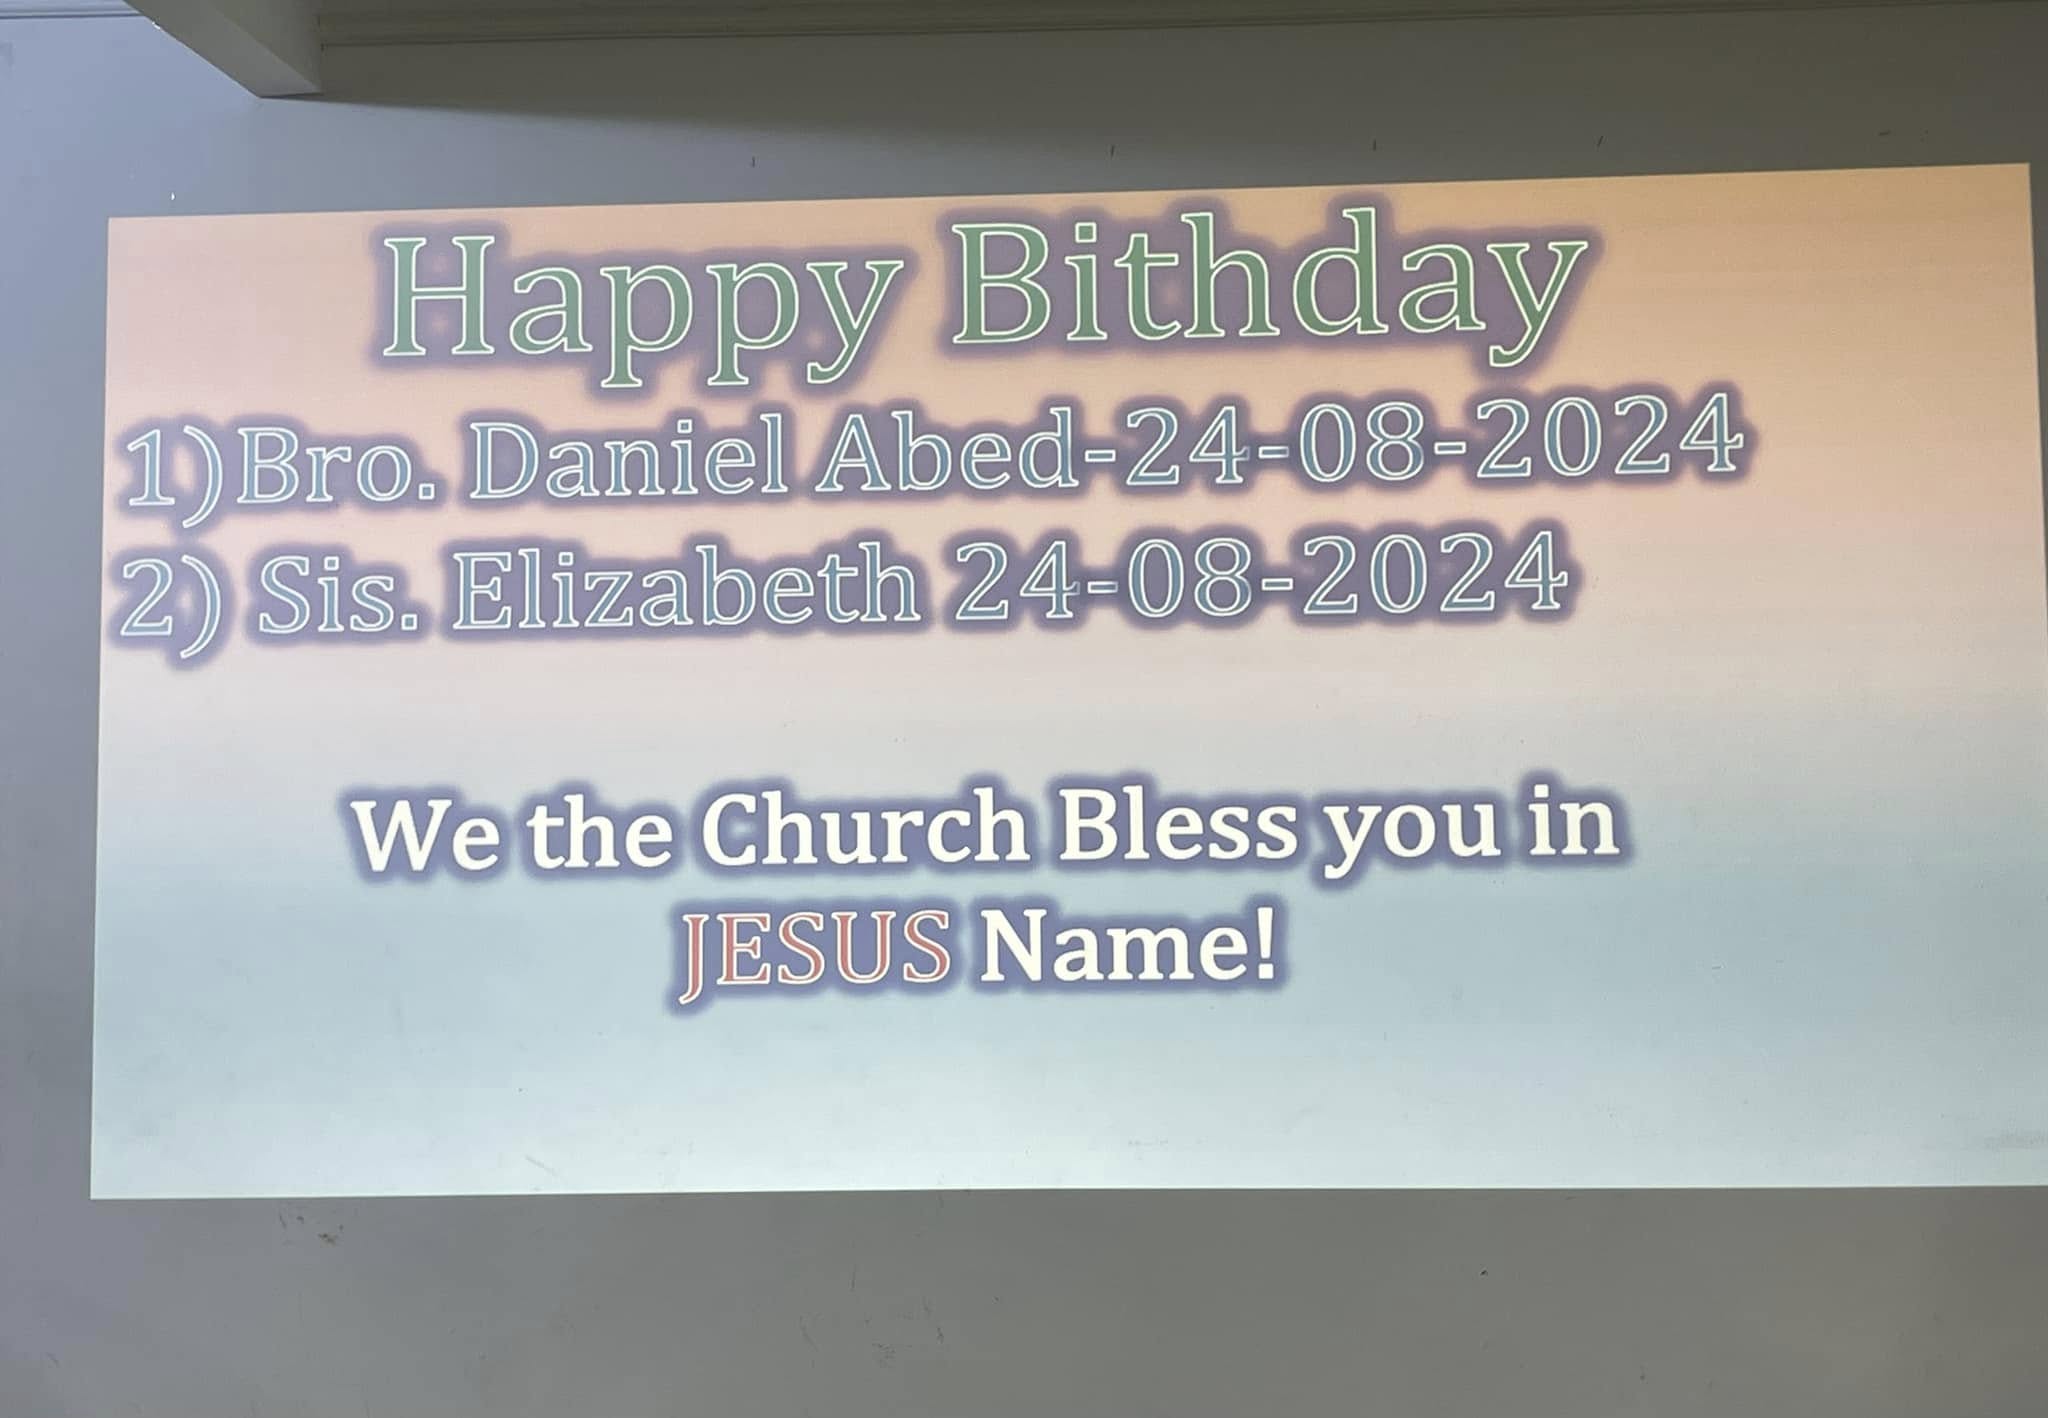 Happy Bithday
1)Bro. Daniel Abed-24-08-2024
2) Sis. Elizabeth 24-08-2024
We the Church Bless you in
JESUS Name!